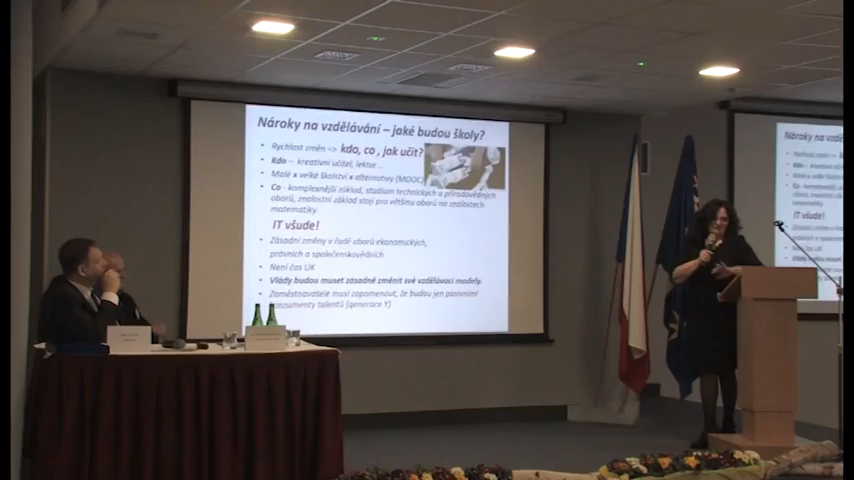 Nároky na vzdělávání – jaké budou školy?
• Rychlost změn => kdo, co , jak učit?
• Kdo – kreativní učitel, lektor ..
• Malé x velké školství x alternativy (MOOC)
• Co - komplexnější základ, studium technických a přírodovědných
oborů, znalostní základ stojí pro většinu oborů na znalostech
matematiky.
IT všude!
• Zásadní změny v řadě oborů ekonomických,
právních a společenskovědních
• Není čas UK
• Vlády budou muset zásadně změnit své vzdělávací modely.
• Zaměstnavatelé musí zapomenout, že budou jen pasivními
konzumenty talentů (generace Y)
Nároky na vzděl
IT všude!